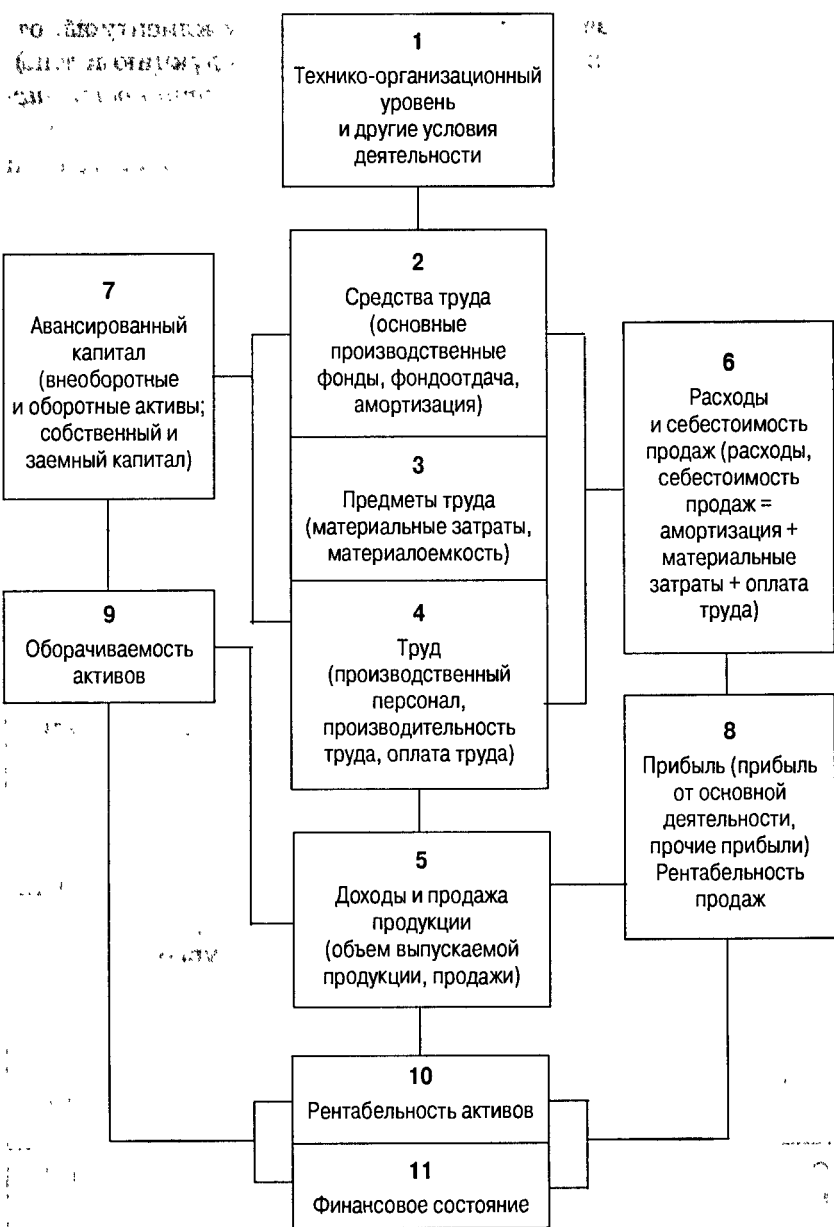 1
Технико-организационный
уровень
и другие условия
деятельности
2
Средства труда
(основные
производственные
фонды, фондоотдача,
амортизация)
3
Предметы труда
(материальные затраты,
материалоемкость)
4
Труд
(производственный
персонал,
производительность
труда, оплата труда)
5
Доходы и продажа
продукции
(объем выпускаемой
продукции, продажи)
7
Авансированный
капитал
(внеоборотные
и оборотные активы;
собственный и
заемный капитал)
9
Оборачиваемость
активов
6
Расходы
и себестоимость
продаж (расходы,
себестоимость
продаж =
амортизация +
материальные
затраты + оплата
труда)
8
Прибыль (прибыль
от основной
деятельности,
прочие прибыли)
Рентабельность
продаж
10
Рентабельность активов
11
Финансовое состояние